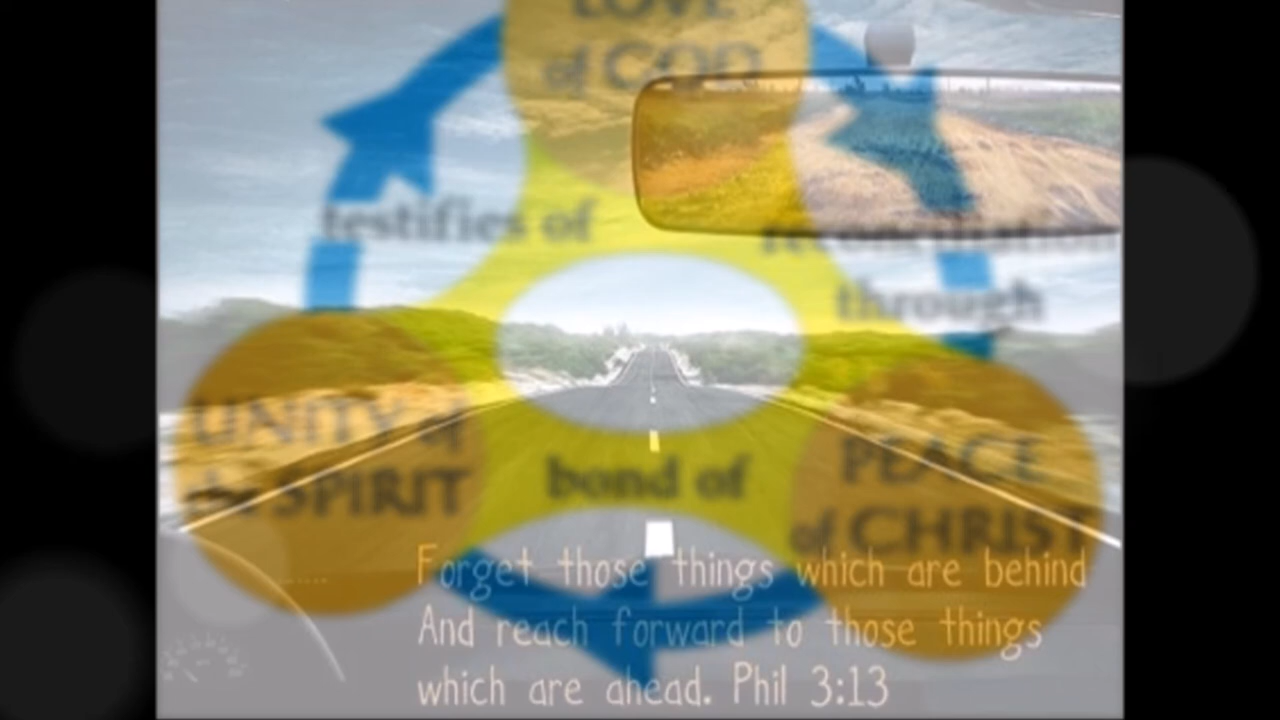 LOVE
of GOD
testifies of
reconciliation
through
UNITY of
the SPIRIT
bond of
PEACE
of CHRIST
Forget those things which are behind
And reach forward to those things
which are ahead. Phil 3:13